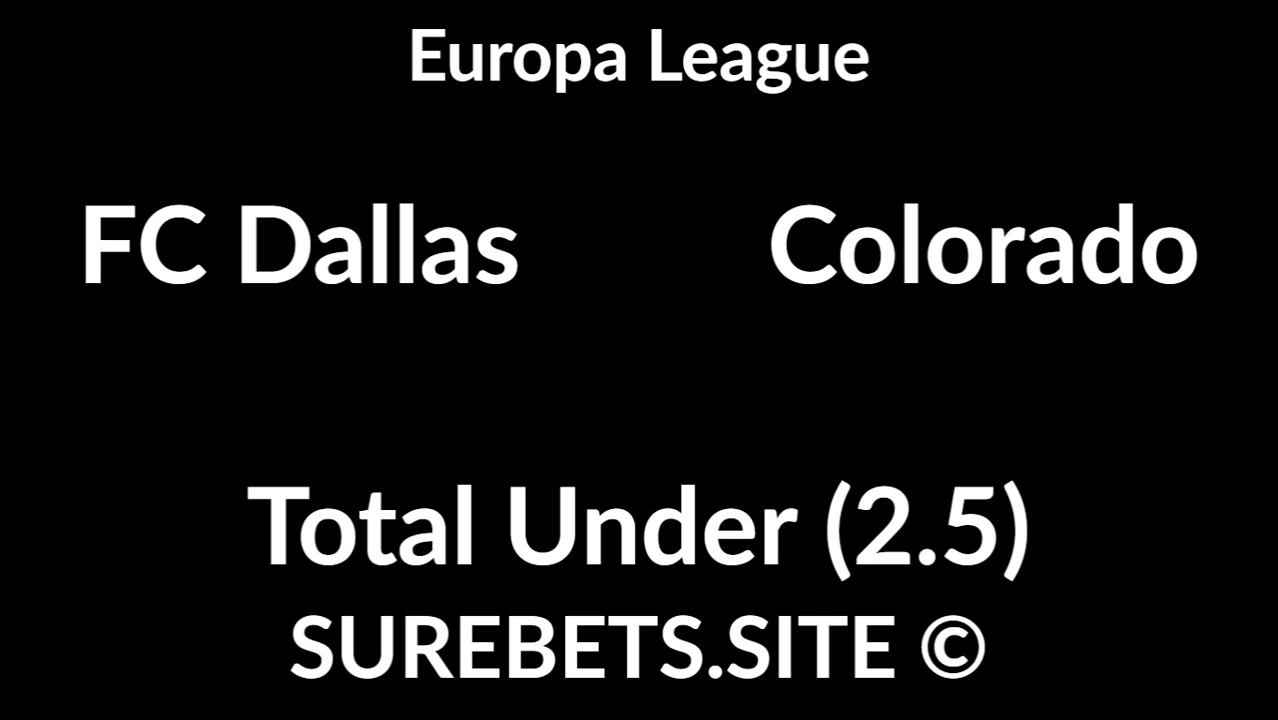 Europa League
FC Dallas Colorado
Total Under (2.5)
SUREBETS.SITE ©